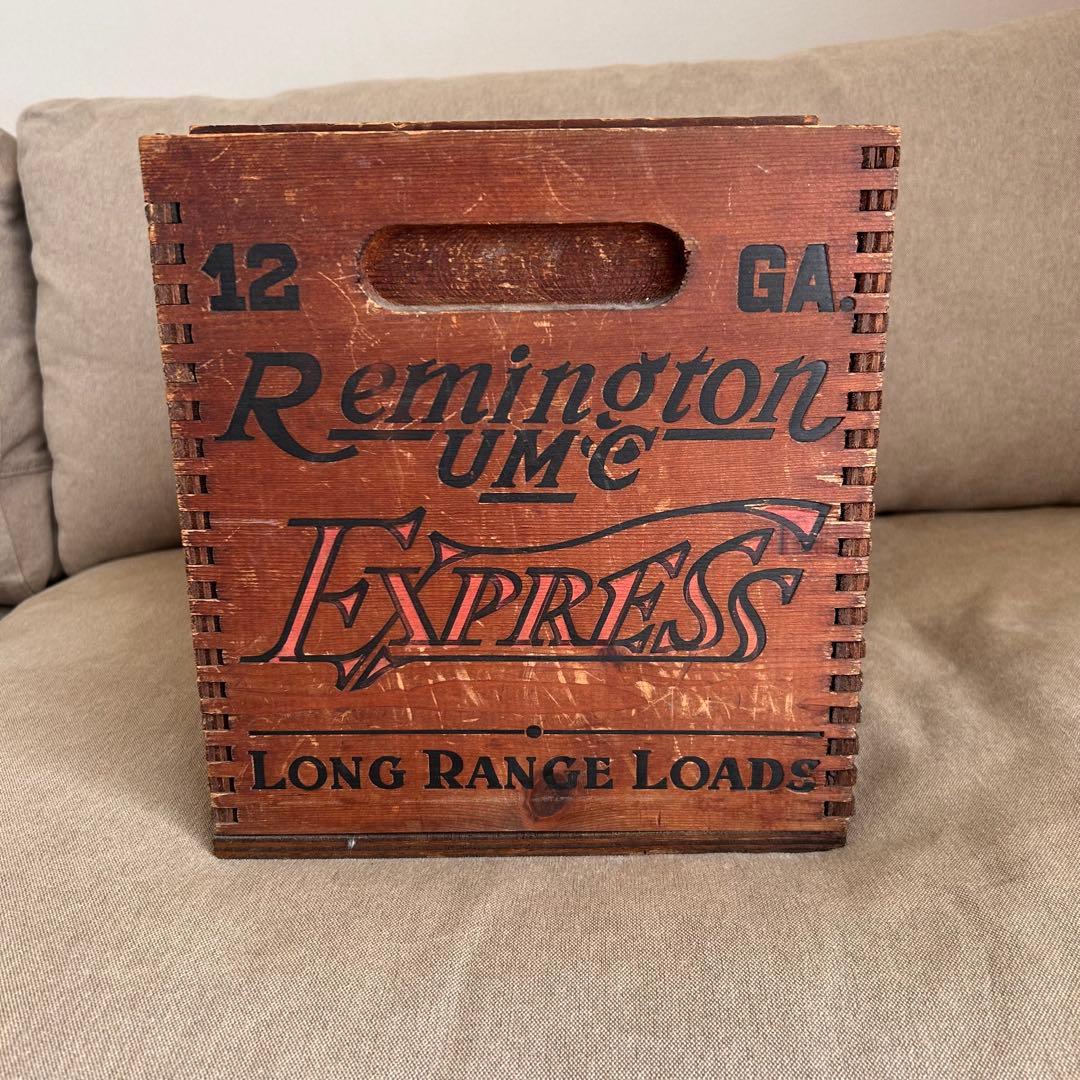 12 GA.
Remington
UMC
EXPRESS
LONG RANGE LOADS